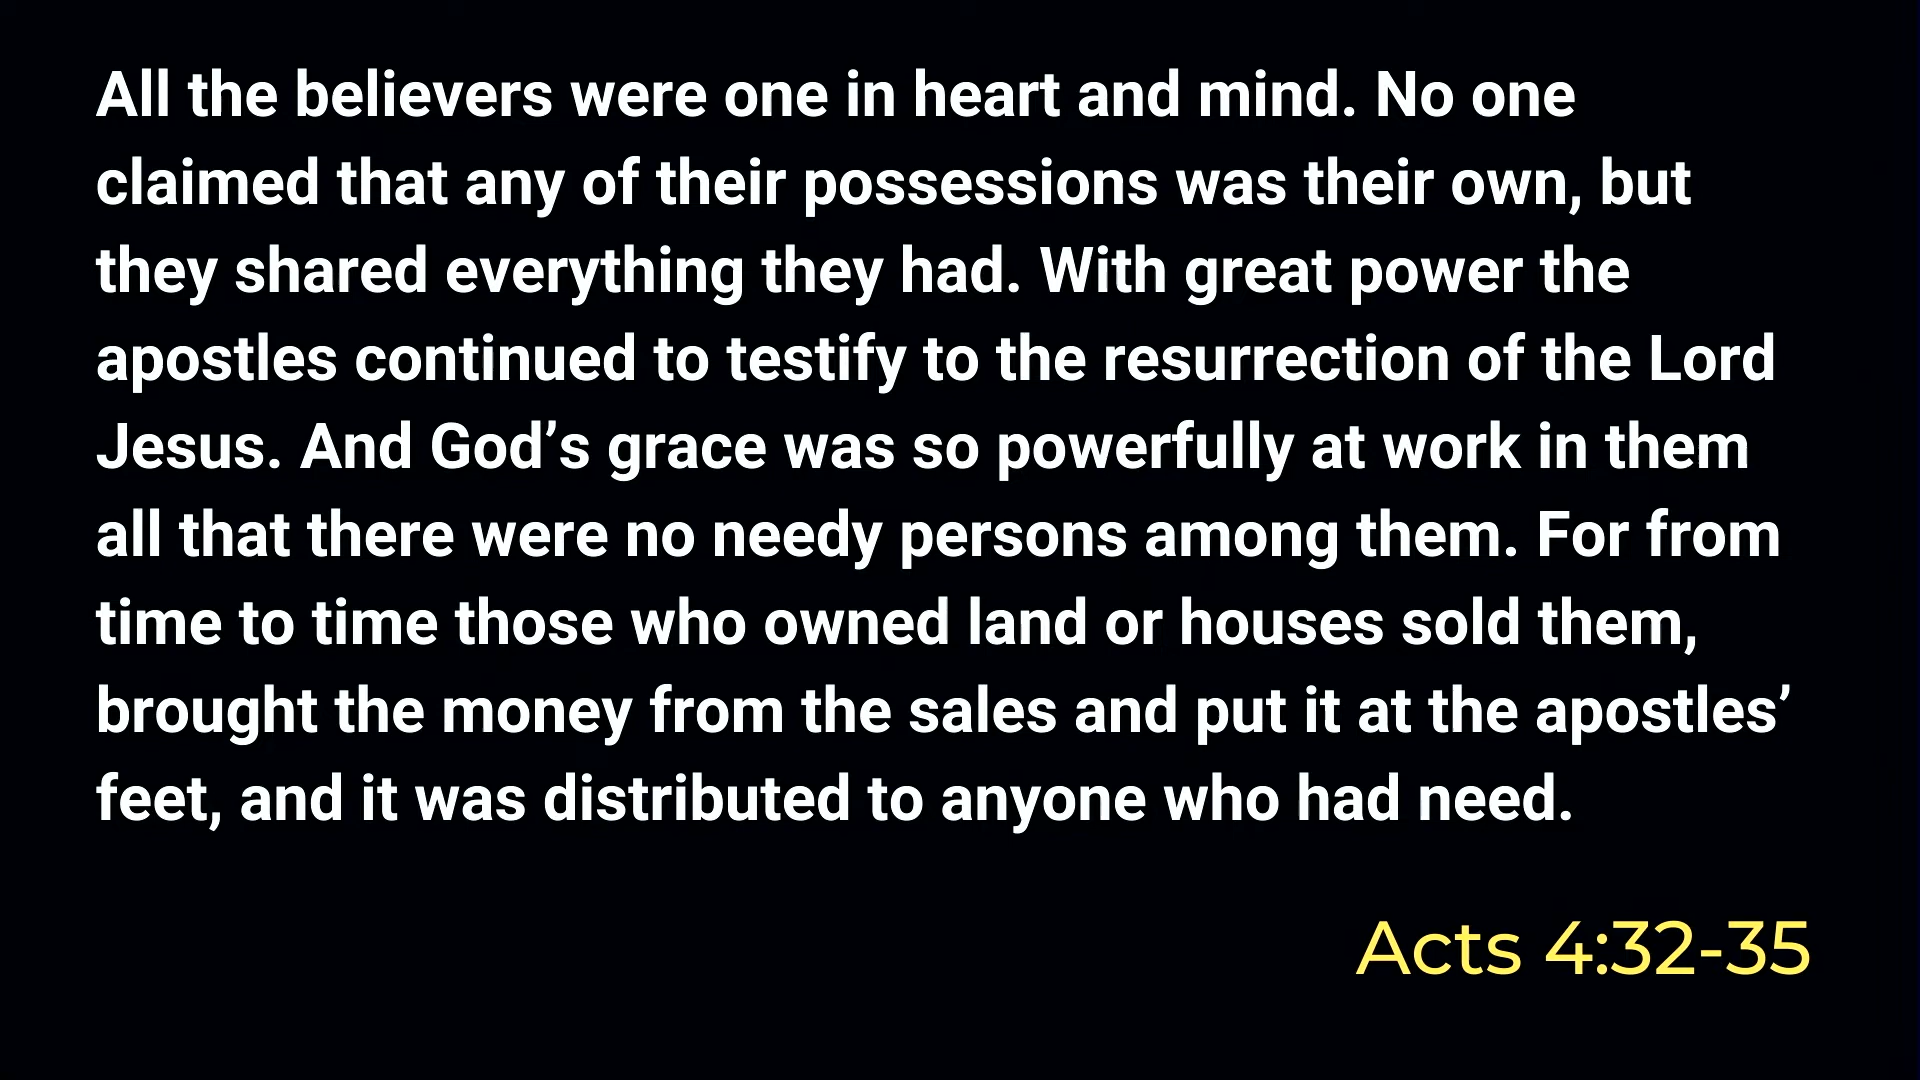 All the believers were one in heart and mind. No one
claimed that any of their possessions was their own, but
they shared everything they had. With great power the
apostles continued to testify to the resurrection of the Lord
Jesus. And God’s grace was so powerfully at work in them
all that there were no needy persons among them. For from
time to time those who owned land or houses sold them,
brought the money from the sales and put it at the apostles’
feet, and it was distributed to anyone who had need.
Acts 4:32-35